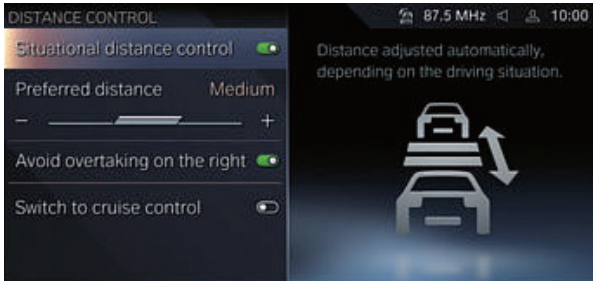 DISTANCE CONTROL
87.5 MHz
10:00
Situational distance control
Preferred distance Medium
- +
Avoid overtaking on the right
Switch to cruise control
Distance adjusted automatically,
depending on the driving situation.